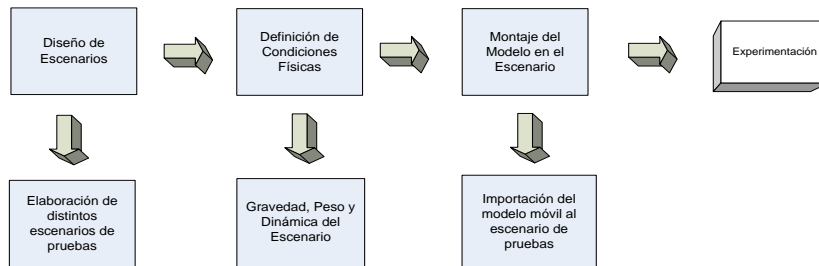 Diseño de
Escenarios
Definición de
Condiciones
Físicas
Montaje del
Modelo en el
Escenario
Experimentación
Elaboración de
distintos
escenarios de
pruebas
Gravedad, Peso y
Dinámica del
Escenario
Importación del
modelo móvil al
escenario de
pruebas